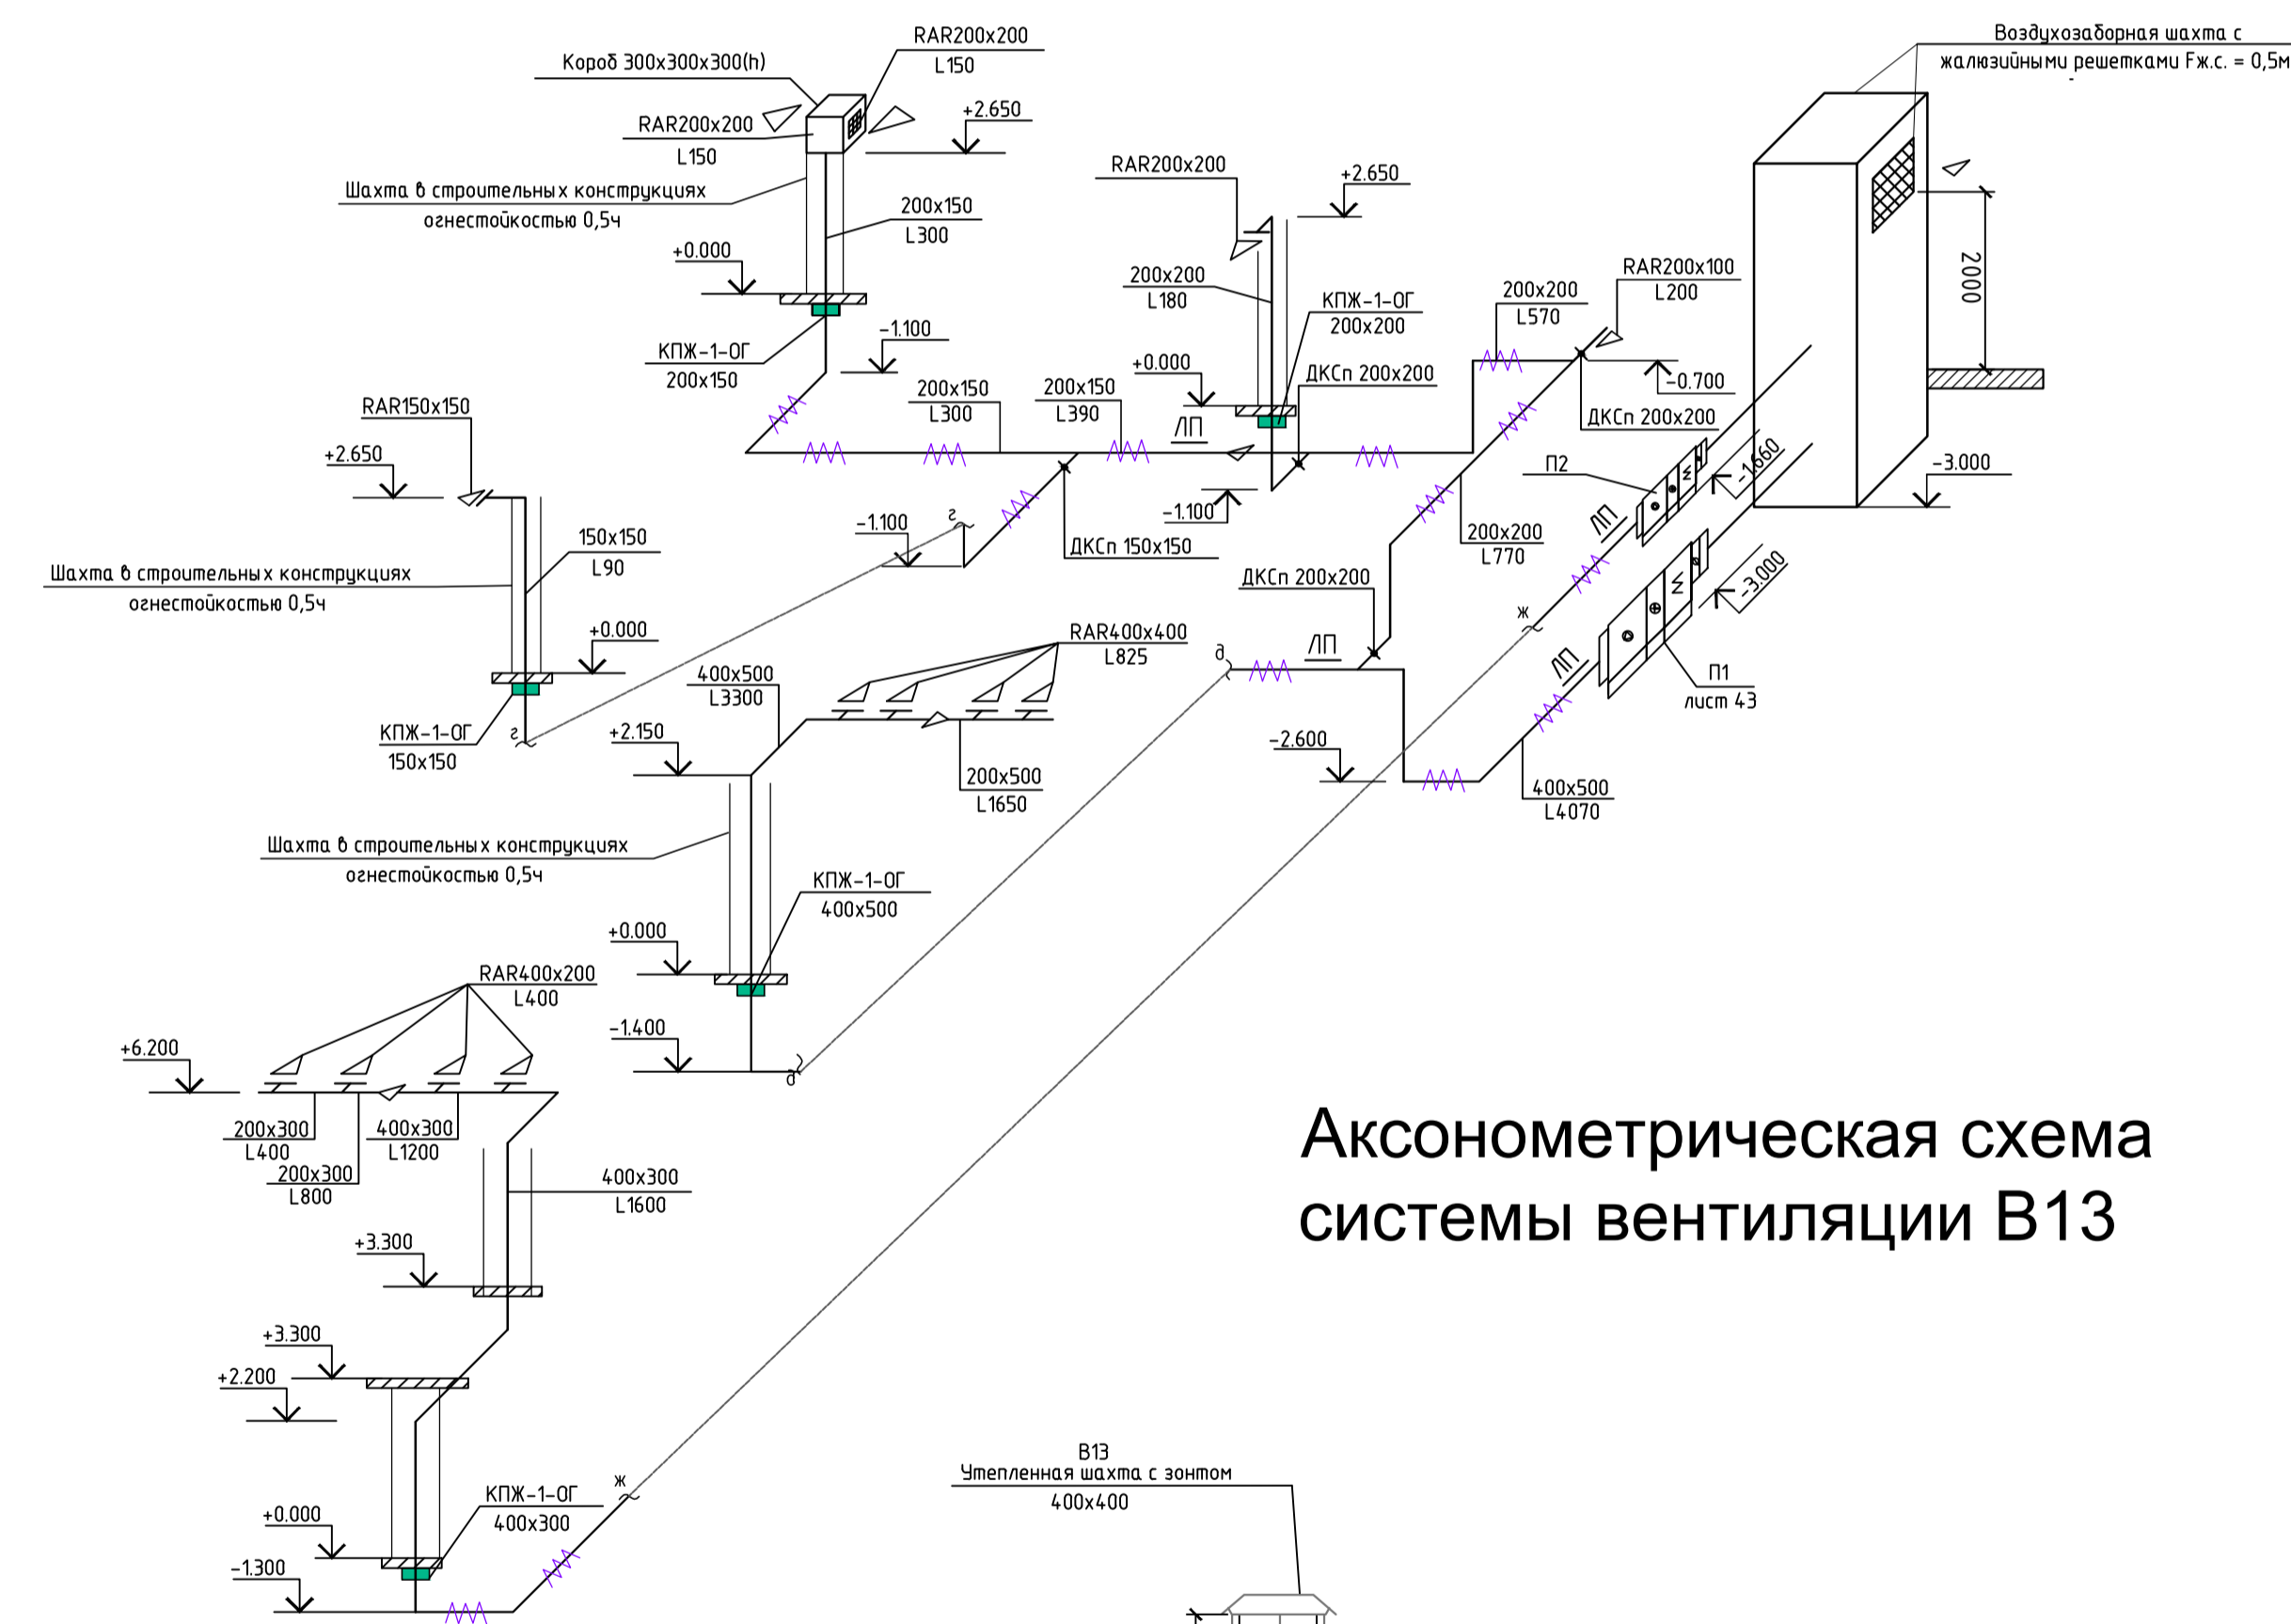 RAR200x200
L150
Короб 300x300x300(h)
RAR200x200
L150
+2.650
Шахта в строительных конструкциях
огнестойкостью 0,5ч
200x150
L300
+0.000
КПЖ-1-ОГ
200x150
-1.100
Воздухозаборная шахта с
жалюзийными решетками Fж.с. = 0,5м
2000
-3.000
RAR200x200
+2.650
200x200
L180
КПЖ-1-ОГ
200x200
+0.000
ДКСп 200x200
200x200
L570
RAR200x100
L200
-0.700
ДКСп 200x200
200x150
L300
200x150
L390
ЛП
-1.100
RAR150x150
+2.650
150x150
L90
Шахта в строительных конструкциях
огнестойкостью 0,5ч
+0.000
КПЖ-1-ОГ
150x150
г
г
-1.100
ДКСп 150x150
П2
-1.660
ЛП
200x200
L770
ДКСп 200x200
ж
-3.000
ЛП
П1
лист 43
д
ЛП
-2.600
400x500
L4070
RAR400x400
L825
400x500
L3300
+2.150
200x500
L1650
Шахта в строительных конструкциях
огнестойкостью 0,5ч
КПЖ-1-ОГ
400x500
+0.000
-1.400
д
RAR400x200
L400
+6.200
200x300
L400
400x300
L1200
200x300
L800
400x300
L1600
+3.300
+3.300
+2.200
КПЖ-1-ОГ
400x300
+0.000
-1.300
ж
Аксонометрическая схема
системы вентиляции В13
В13
Утепленная шахта с зонтом
400x400